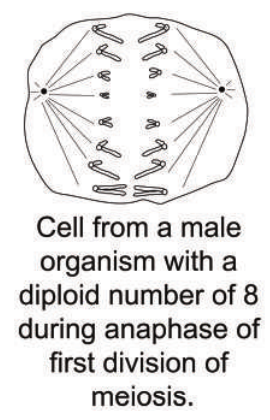 Cell from a male
organism with a
diploid number of 8
during anaphase of
first division of
meiosis.